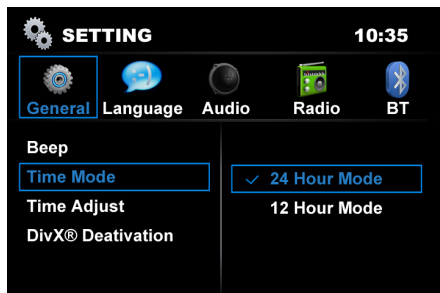 SETTING 10:35
General Language Audio Radio BT
Beep
Time Mode
Time Adjust
DivX® Deativation
24 Hour Mode
12 Hour Mode